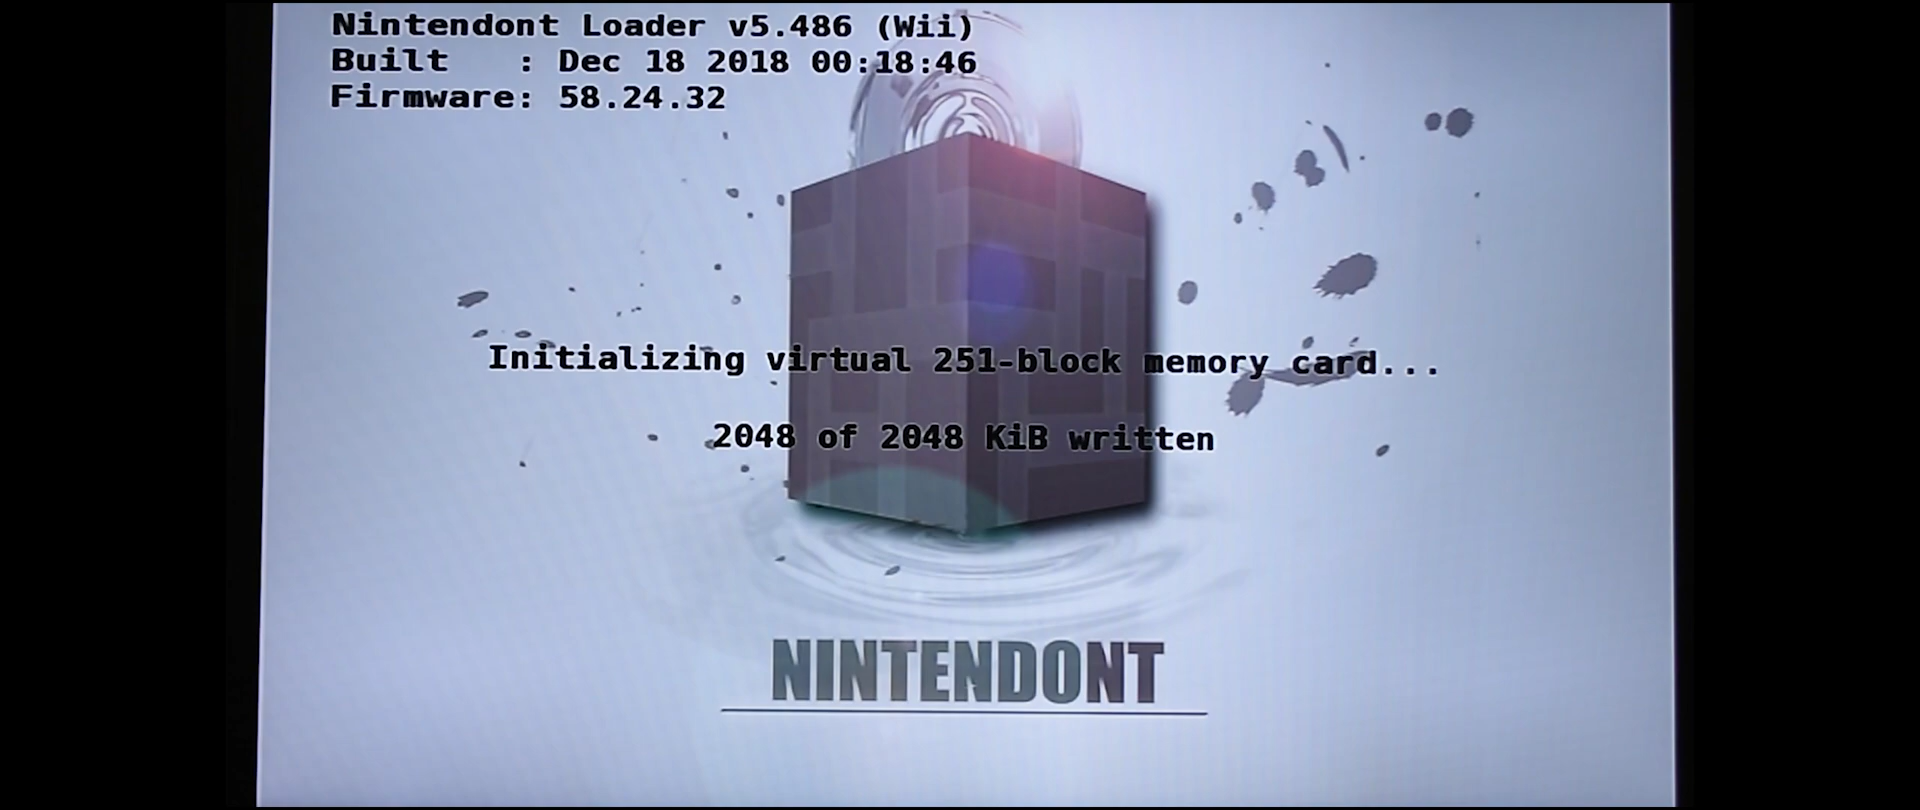 Nintendont Loader v5.486 (Wii)
Built   : Dec 18 2018 00:18:46
Firmware: 58.24.32
Initializing virtual 251-block memory card...
2048 of 2048 KiB written
NINTENDONT